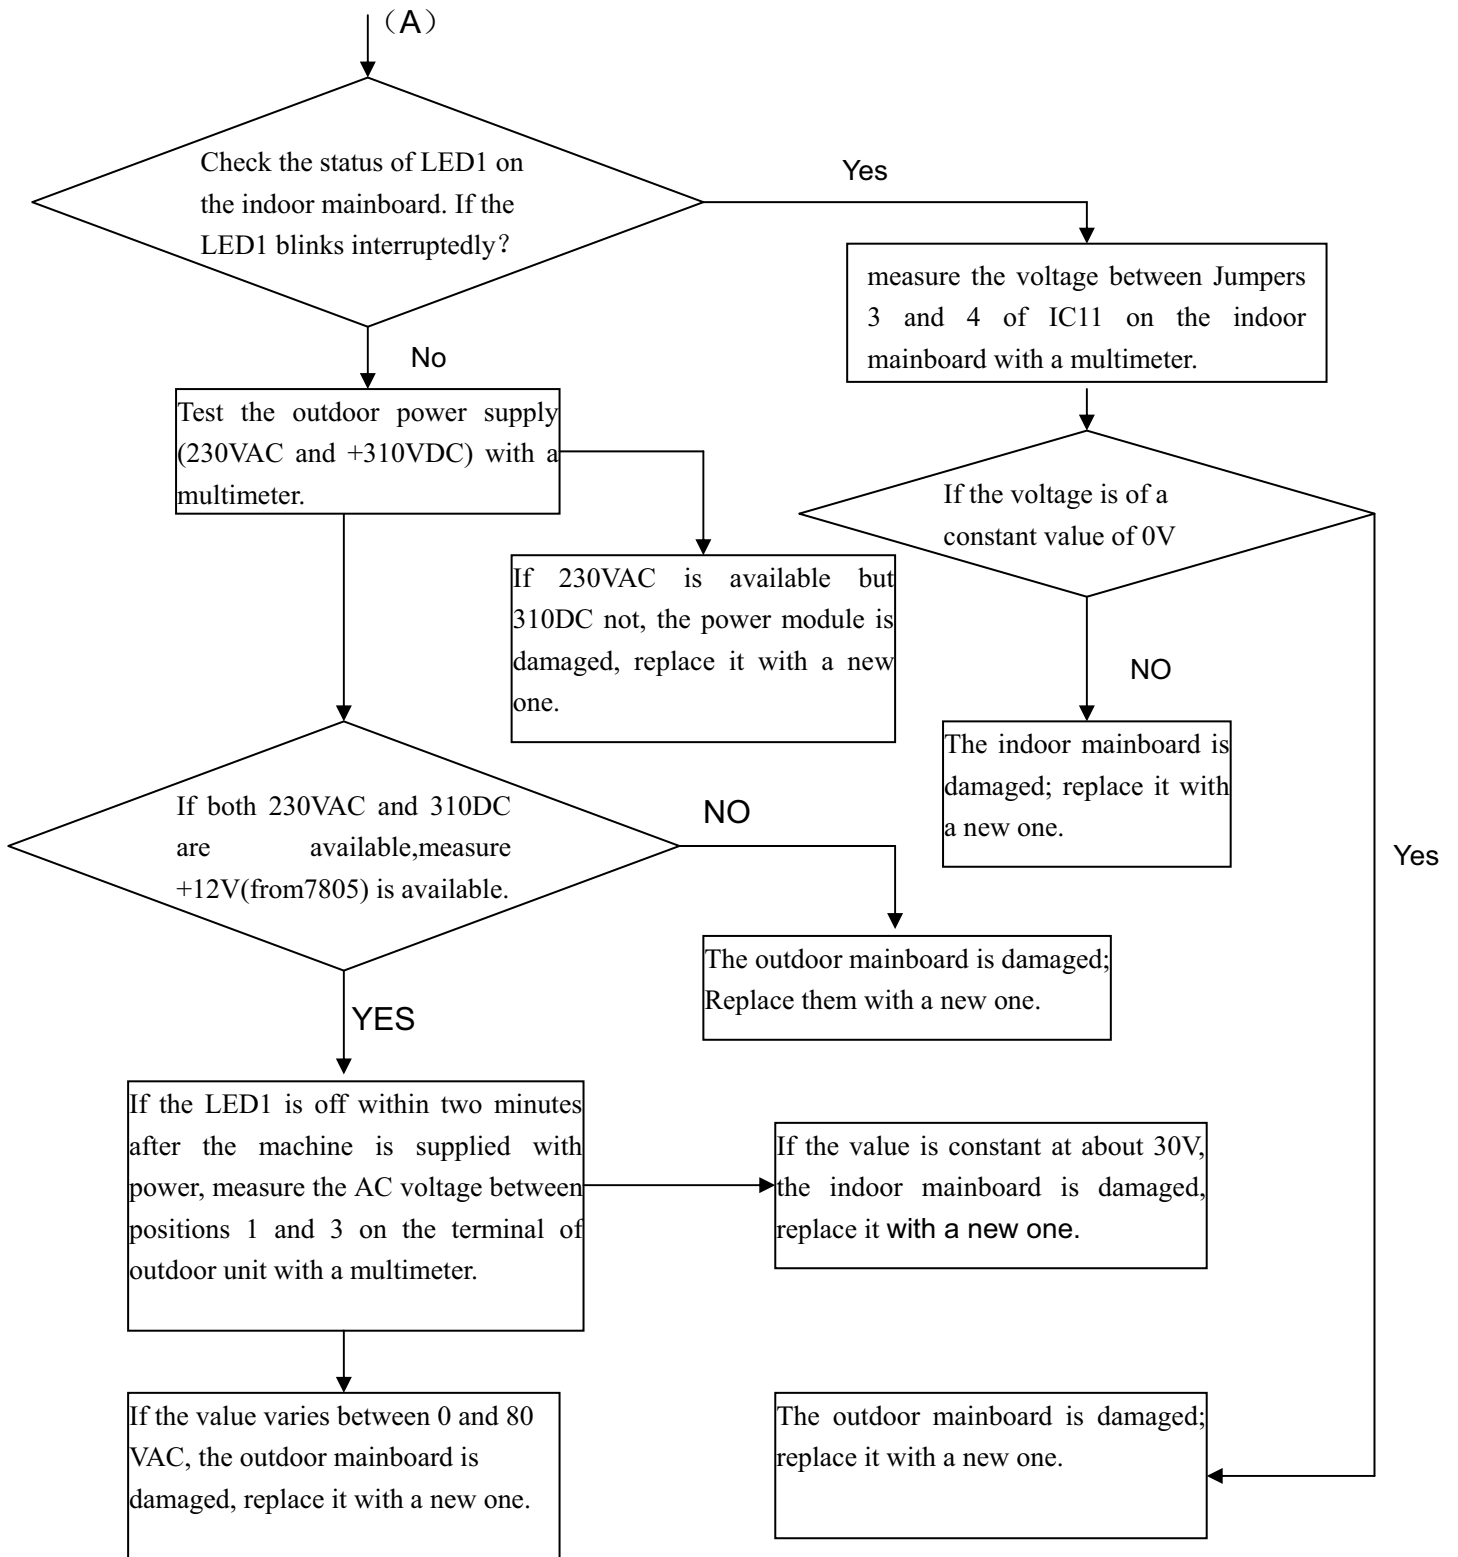 （A）
Check the status of LED1 on
the indoor mainboard. If the
LED1 blinks interruptedly？
Yes
measure the voltage between Jumpers
3 and 4 of IC11 on the indoor
mainboard with a multimeter.
No
Test the outdoor power supply
(230VAC and +310VDC) with a
multimeter.
If the voltage is of a
constant value of 0V
If 230VAC is available but
310DC not, the power module is
damaged, replace it with a new
one.
NO
The indoor mainboard is
damaged; replace it with
a new one.
Yes
If both 230VAC and 310DC
are available,measure
+12V(from7805) is available.
NO
The outdoor mainboard is damaged;
Replace them with a new one.
YES
If the LED1 is off within two minutes
after the machine is supplied with
power, measure the AC voltage between
positions 1 and 3 on the terminal of
outdoor unit with a multimeter.
If the value is constant at about 30V,
the indoor mainboard is damaged,
replace it with a new one.
If the value varies between 0 and 80
VAC, the outdoor mainboard is
damaged, replace it with a new one.
The outdoor mainboard is damaged;
replace it with a new one.